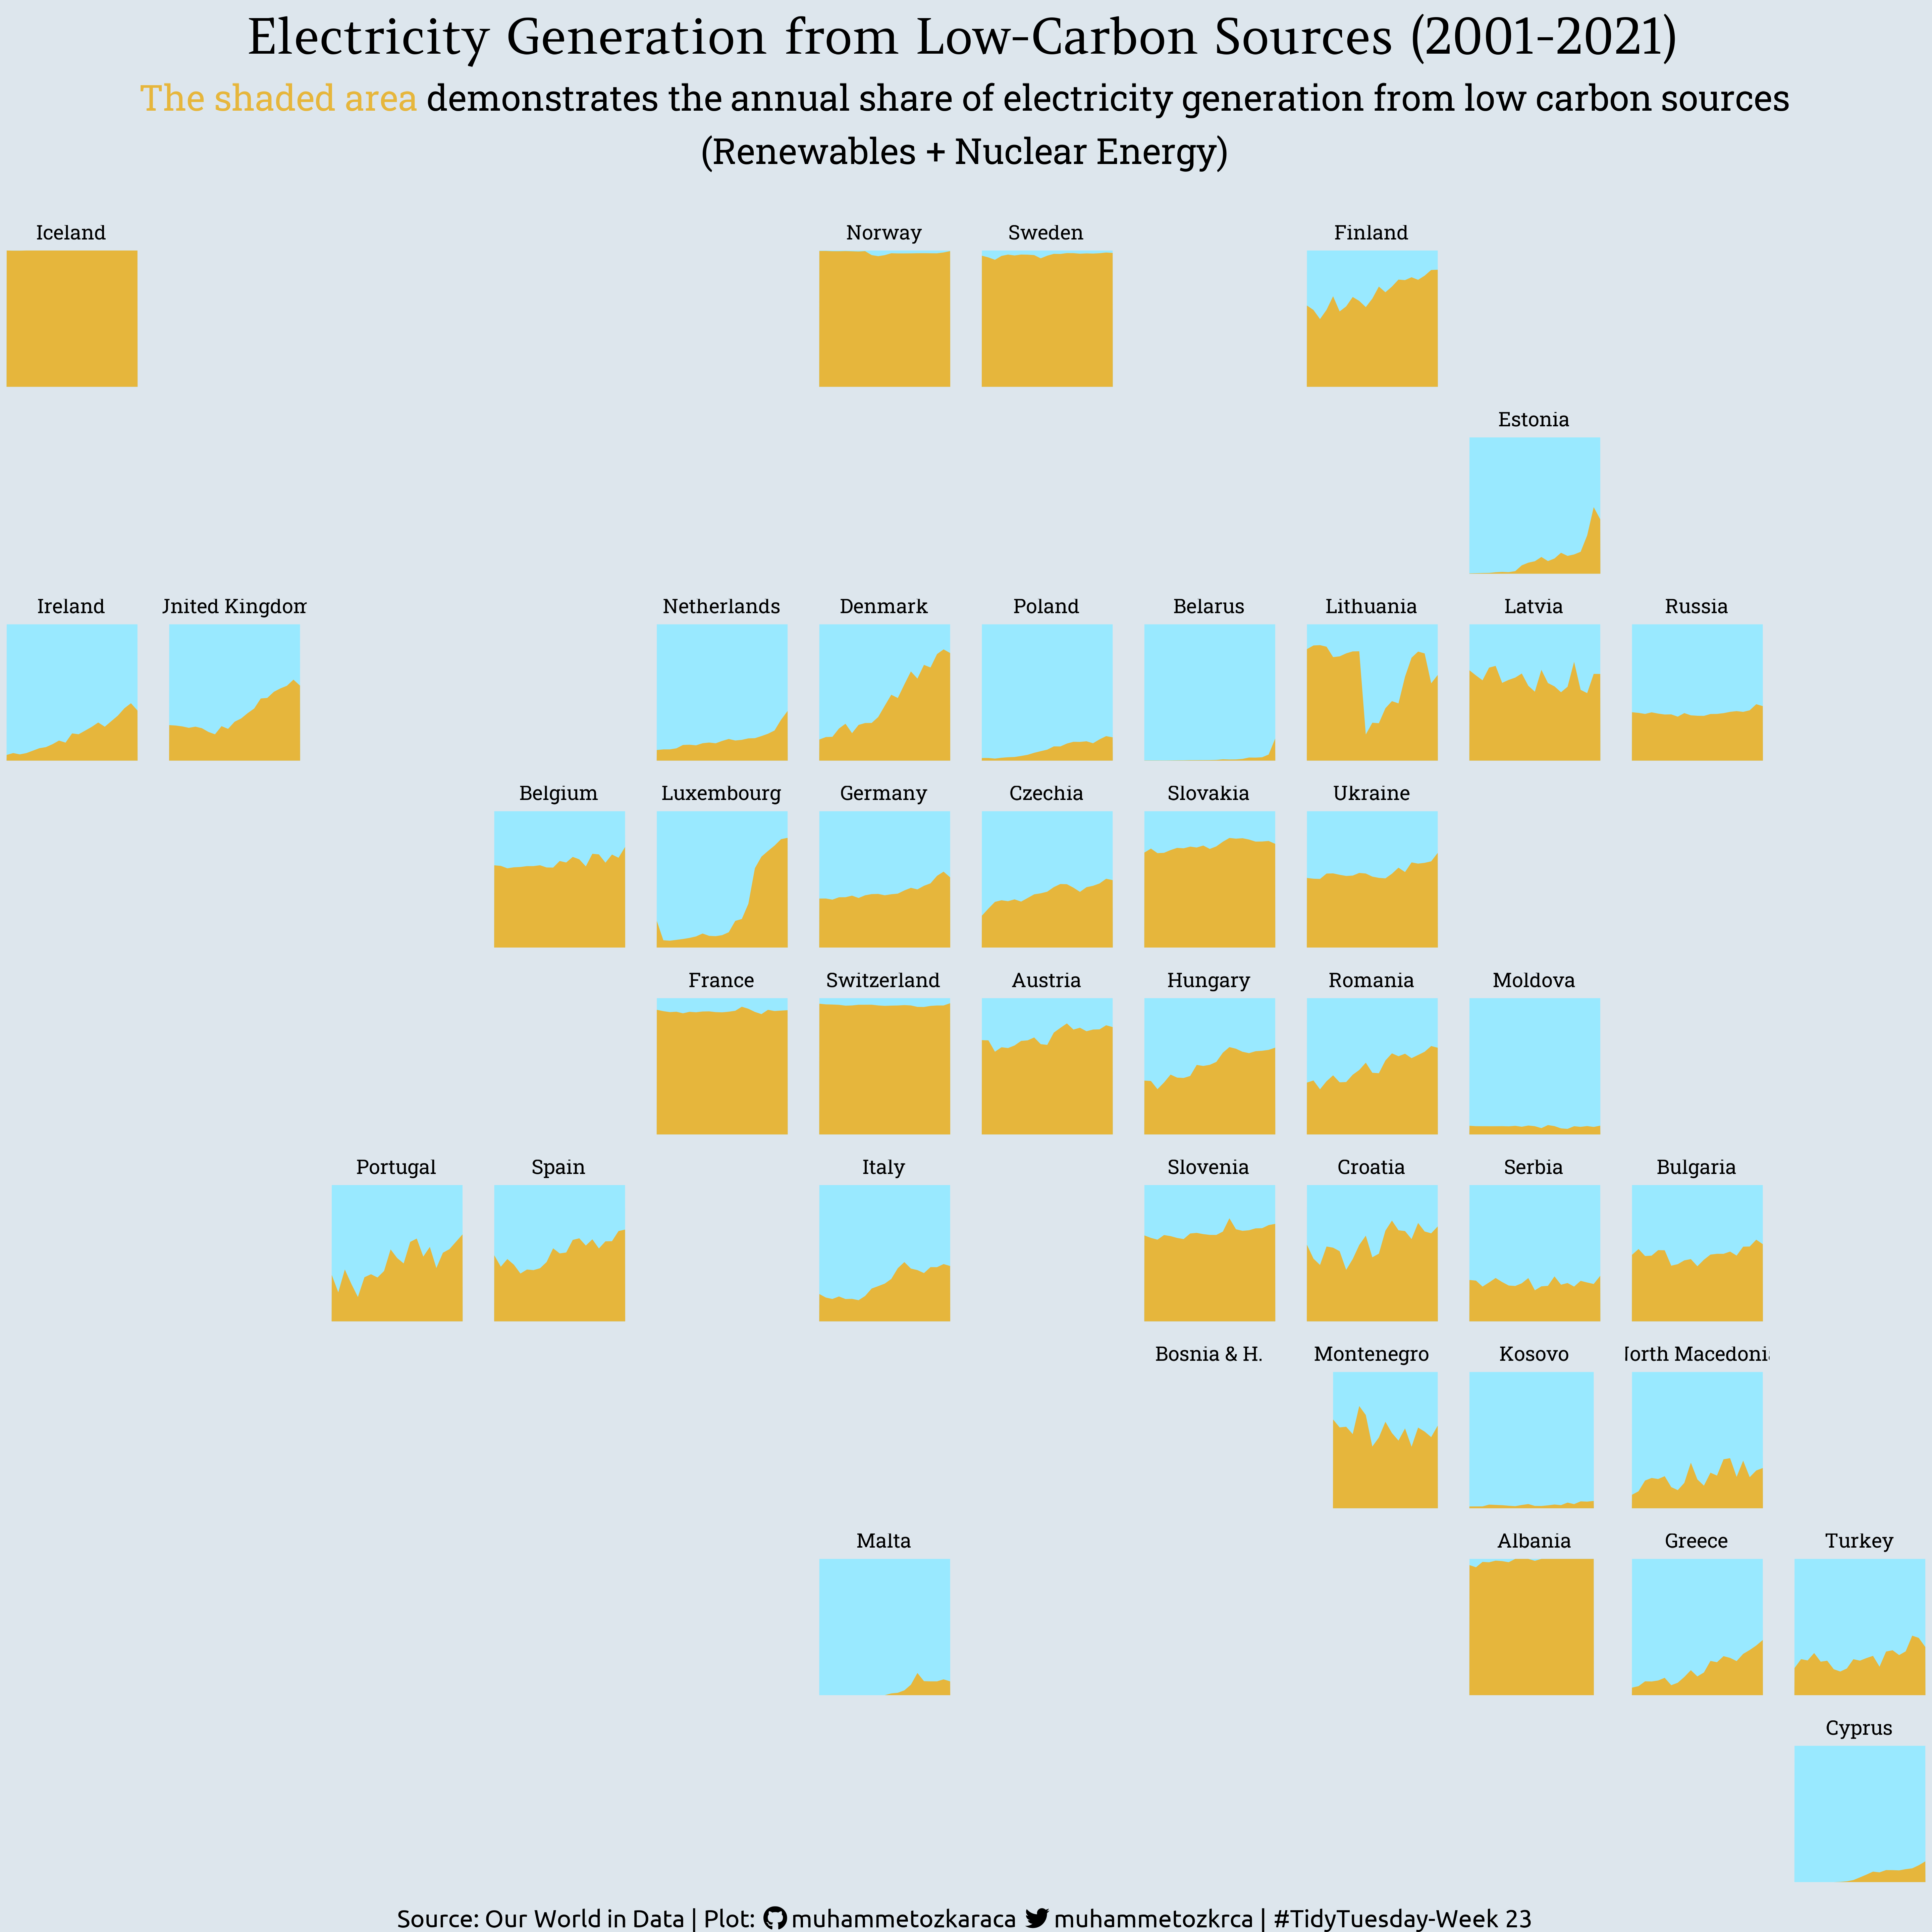 Electricity Generation from Low-Carbon Sources (2001-2021)
The shaded area demonstrates the annual share of electricity generation from low carbon sources
(Renewables + Nuclear Energy)
Iceland
Norway
Sweden
Finland
Estonia
Ireland
United Kingdom
Netherlands
Denmark
Poland
Belarus
Lithuania
Latvia
Russia
Belgium
Luxembourg
Germany
Czechia
Slovakia
Ukraine
France
Switzerland
Austria
Hungary
Romania
Moldova
Portugal
Spain
Italy
Slovenia
Croatia
Serbia
Bulgaria
Bosnia & H.
Montenegro
Kosovo
North Macedonia
Malta
Albania
Greece
Turkey
Cyprus
Source: Our World in Data | Plot: muhammetozkaraca muhammetozkrca | #TidyTuesday-Week 23